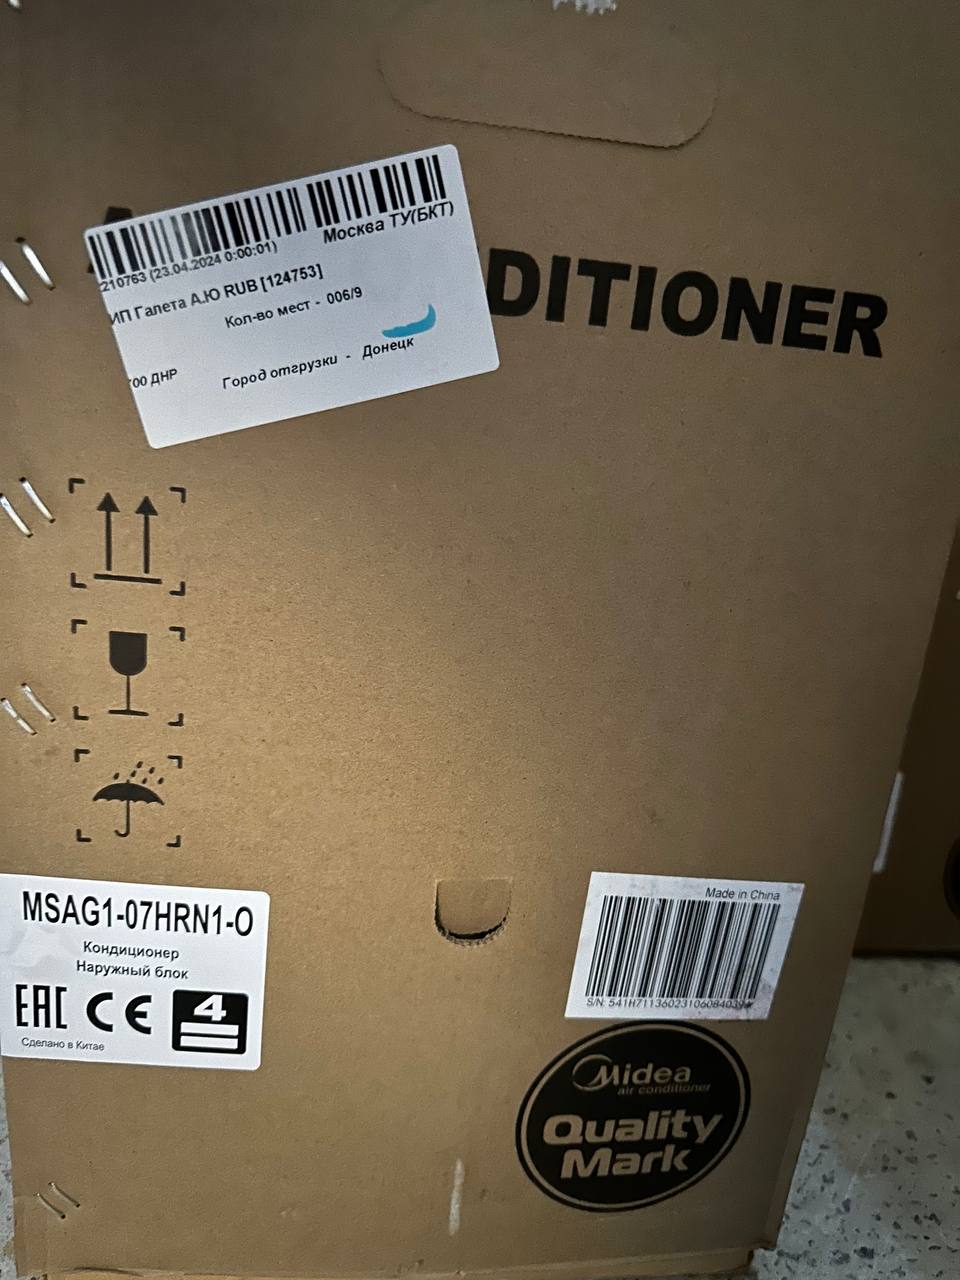 210763 (23.04.2024 0:00:01)
Москва ТУ(БКТ)
ИП Галета А.Ю RUB [124753]
Кол-во мест - 006/9
00 ДНР
Город отгрузки - Донецк
DITIONER
MSAG1-07HRN1-O
Кондиционер
Наружный блок
EAC CE 4
Сделано в Китае
Made in China
S/N:
Midea
air conditioner
Quality
Mark